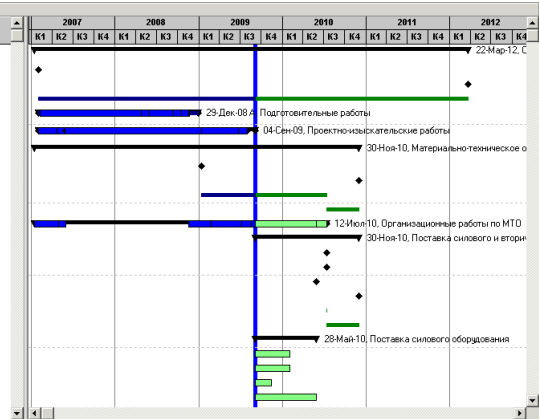 2007 2008 2009 2010 2011 2012
К1 К2 К3 К4 К1 К2 К3 К4 К1 К2 К3 К4 К1 К2 К3 К4 К1 К2 К3 К4 К1 К2 К3 К4
22-Мар-12, С
29-Дек-08 А, Подготовительные работы
04-Сен-09, Проектно-изыскательские работы
30-Ноя-10, Материально-техническое о
12-Июл-10, Организационные работы по МТО
30-Ноя-10, Поставка силового и вторич
28-Май-10, Поставка силового оборудования